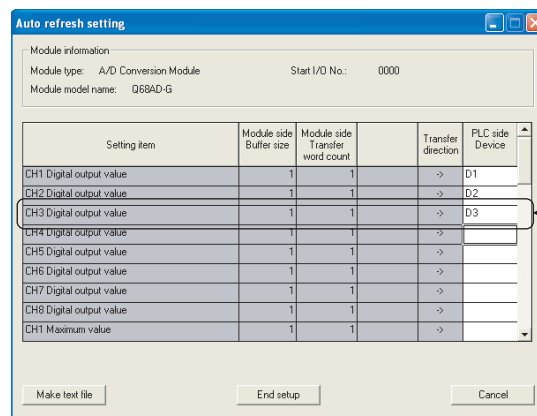 Auto refresh setting
Module information
Module type: A/D Conversion Module Start I/O No.: 0000
Module model name: Q68AD-G
Setting item Module side Buffer size Module side Transfer word count Transfer direction PLC side Device
CH1 Digital output value 1 1 -> D1
CH2 Digital output value 1 1 -> D2
CH3 Digital output value 1 1 -> D3
CH4 Digital output value 1 1 ->
CH5 Digital output value 1 1 ->
CH6 Digital output value 1 1 ->
CH7 Digital output value 1 1 ->
CH8 Digital output value 1 1 ->
CH1 Maximum value 1 1 ->
Make text file End setup Cancel